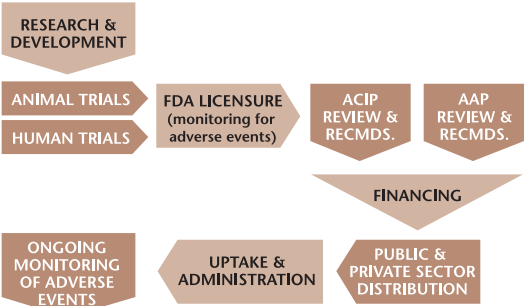 RESEARCH &
DEVELOPMENT
ANIMAL TRIALS
HUMAN TRIALS
FDA LICENSURE
(monitoring for
adverse events)
ACIP
REVIEW &
RECMDS.
AAP
REVIEW &
RECMDS.
FINANCING
PUBLIC &
PRIVATE SECTOR
DISTRIBUTION
UPTAKE &
ADMINISTRATION
ONGOING
MONITORING
OF ADVERSE
EVENTS